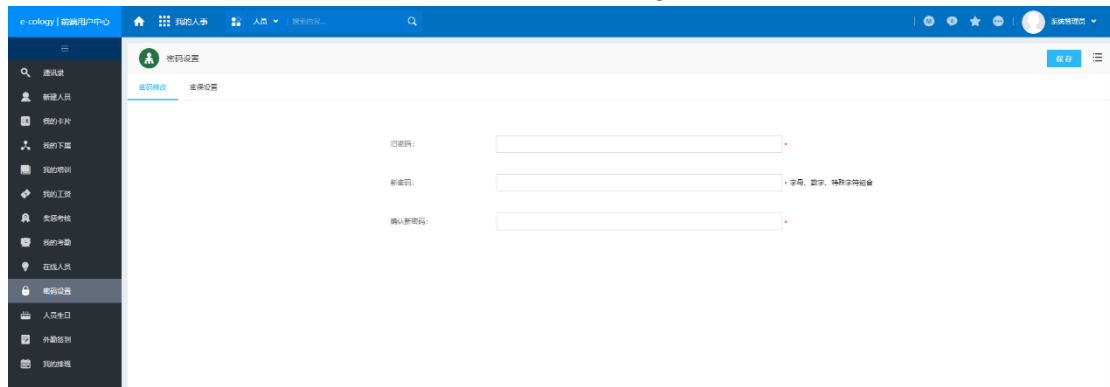 e-cology | 前端用户中心
我的人事
人员
搜索内容...
系统管理员
密码设置
保存
密码修改
密保设置
旧密码:
*
新密码:
* 字母、数字、特殊字符组合
确认新密码:
*
通讯录
新建人员
我的卡片
我的下属
我的培训
我的工资
奖惩考核
我的考勤
在线人员
密码设置
人员生日
外勤签到
我的排班